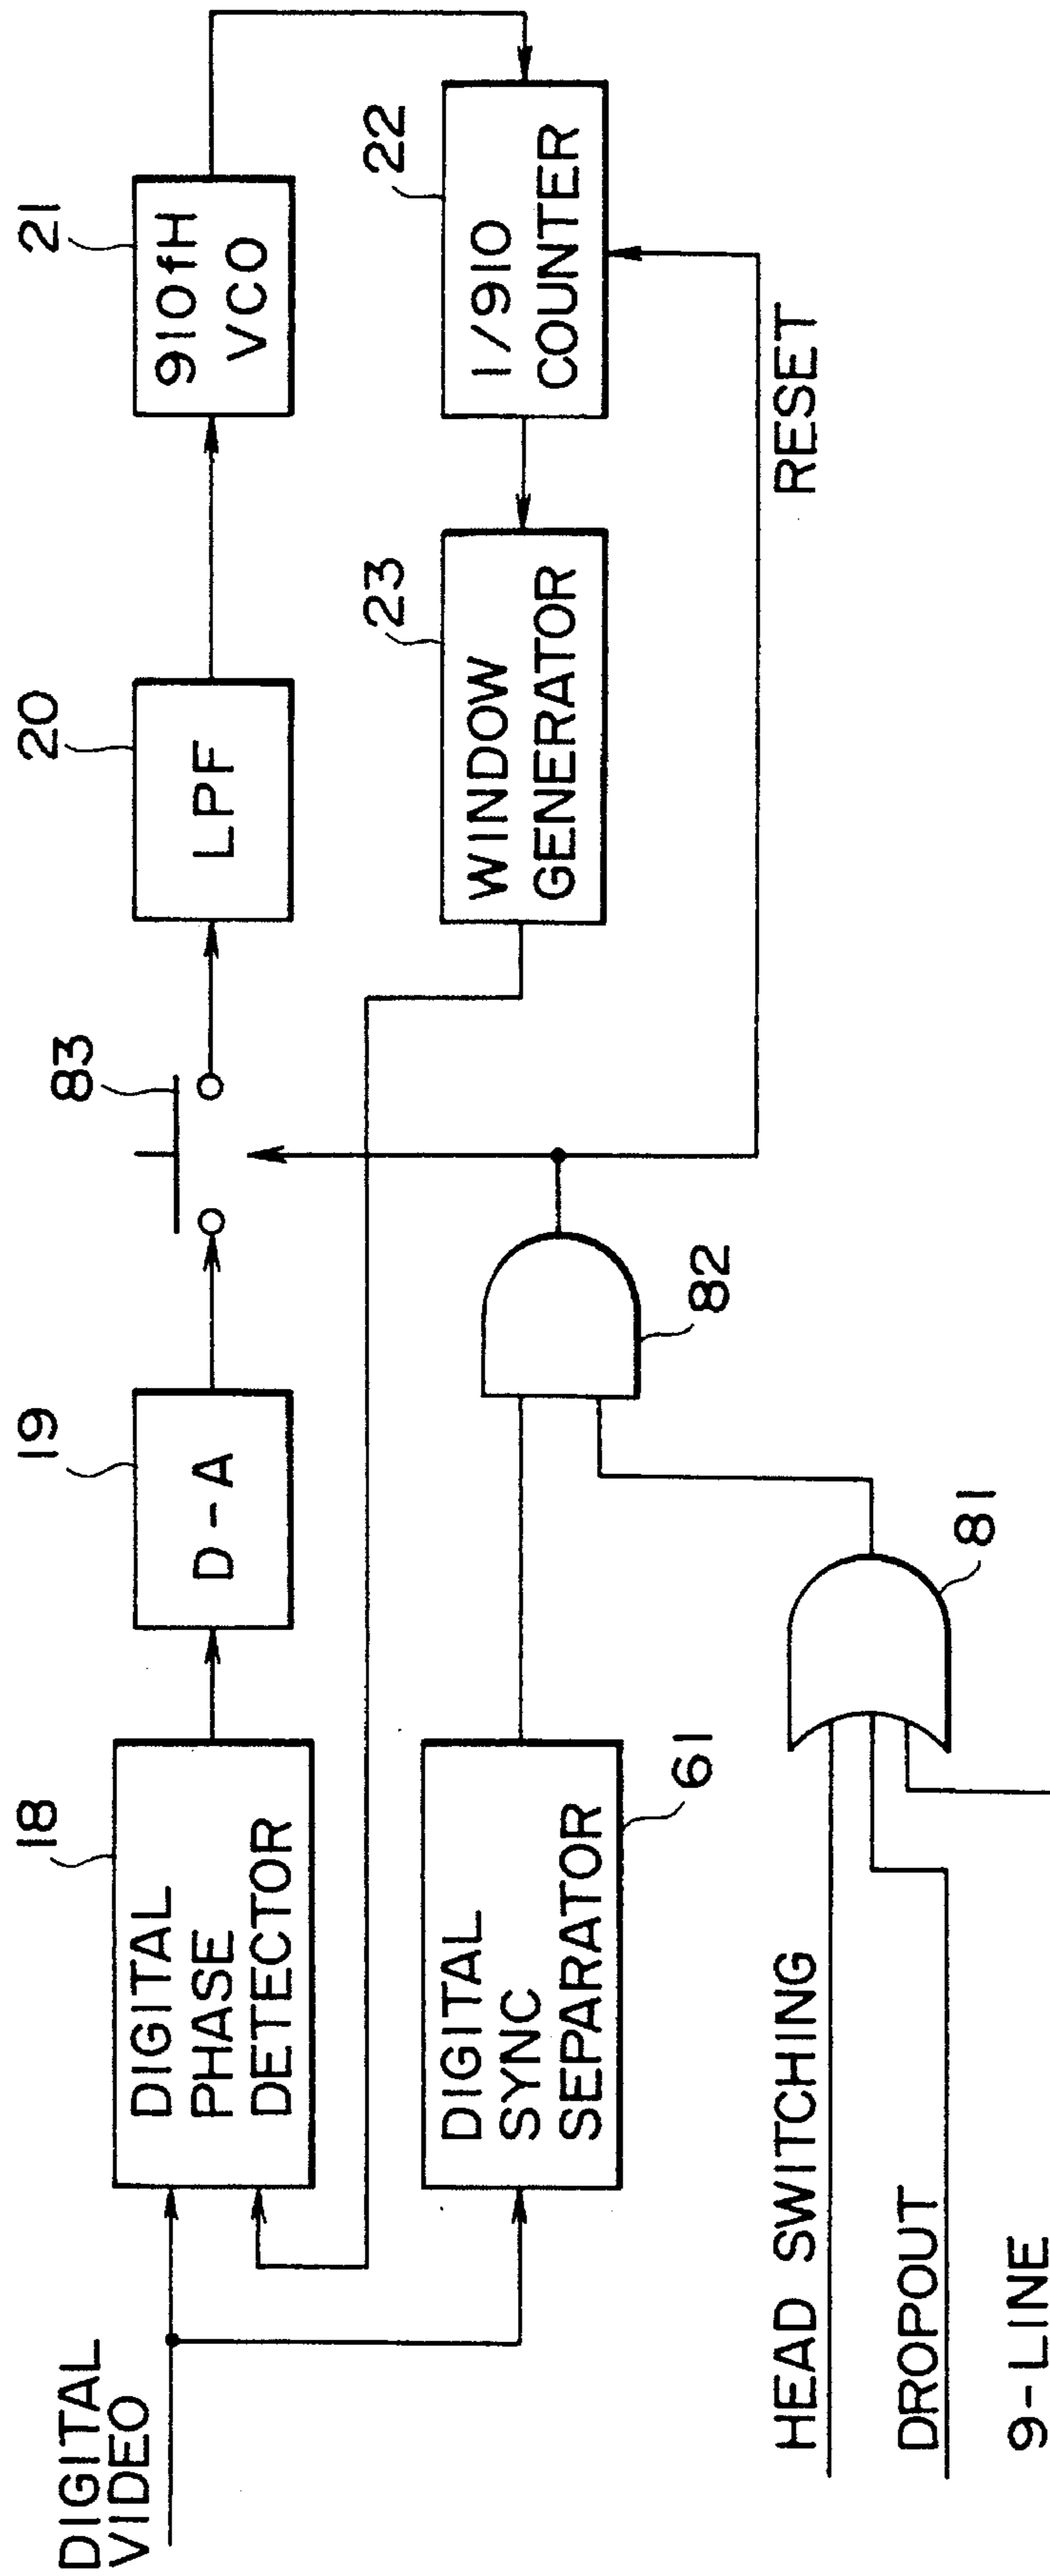 DIGITAL
VIDEO
18
DIGITAL
PHASE
DETECTOR
19
D-A
83
20
LPF
21
910fH
VCO
DIGITAL
SYNC
SEPARATOR
61
82
23
WINDOW
GENERATOR
22
1/910
COUNTER
RESET
HEAD SWITCHING
DROPOUT
81
9-LINE